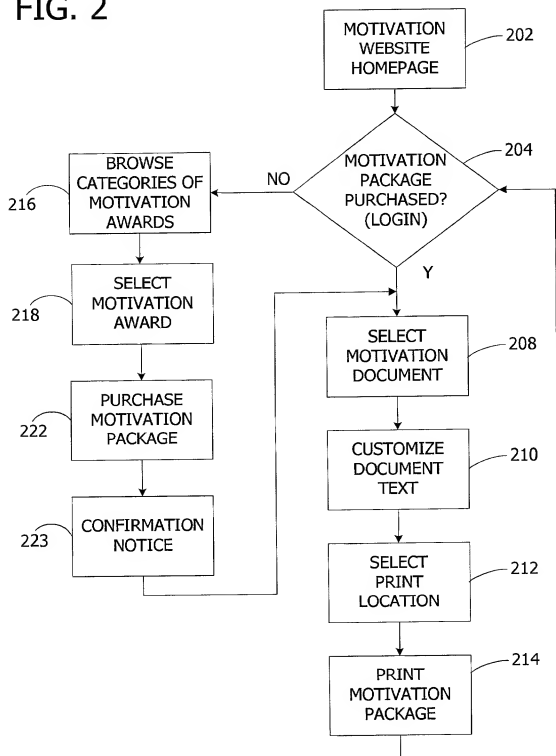 FIG. 2
MOTIVATION
WEBSITE
HOMEPAGE
202
MOTIVATION
PACKAGE
PURCHASED?
(LOGIN)
204
NO
Y
BROWSE
CATEGORIES OF
MOTIVATION
AWARDS
216
SELECT
MOTIVATION
AWARD
218
PURCHASE
MOTIVATION
PACKAGE
222
CONFIRMATION
NOTICE
223
SELECT
MOTIVATION
DOCUMENT
208
CUSTOMIZE
DOCUMENT
TEXT
210
SELECT
PRINT
LOCATION
212
PRINT
MOTIVATION
PACKAGE
214